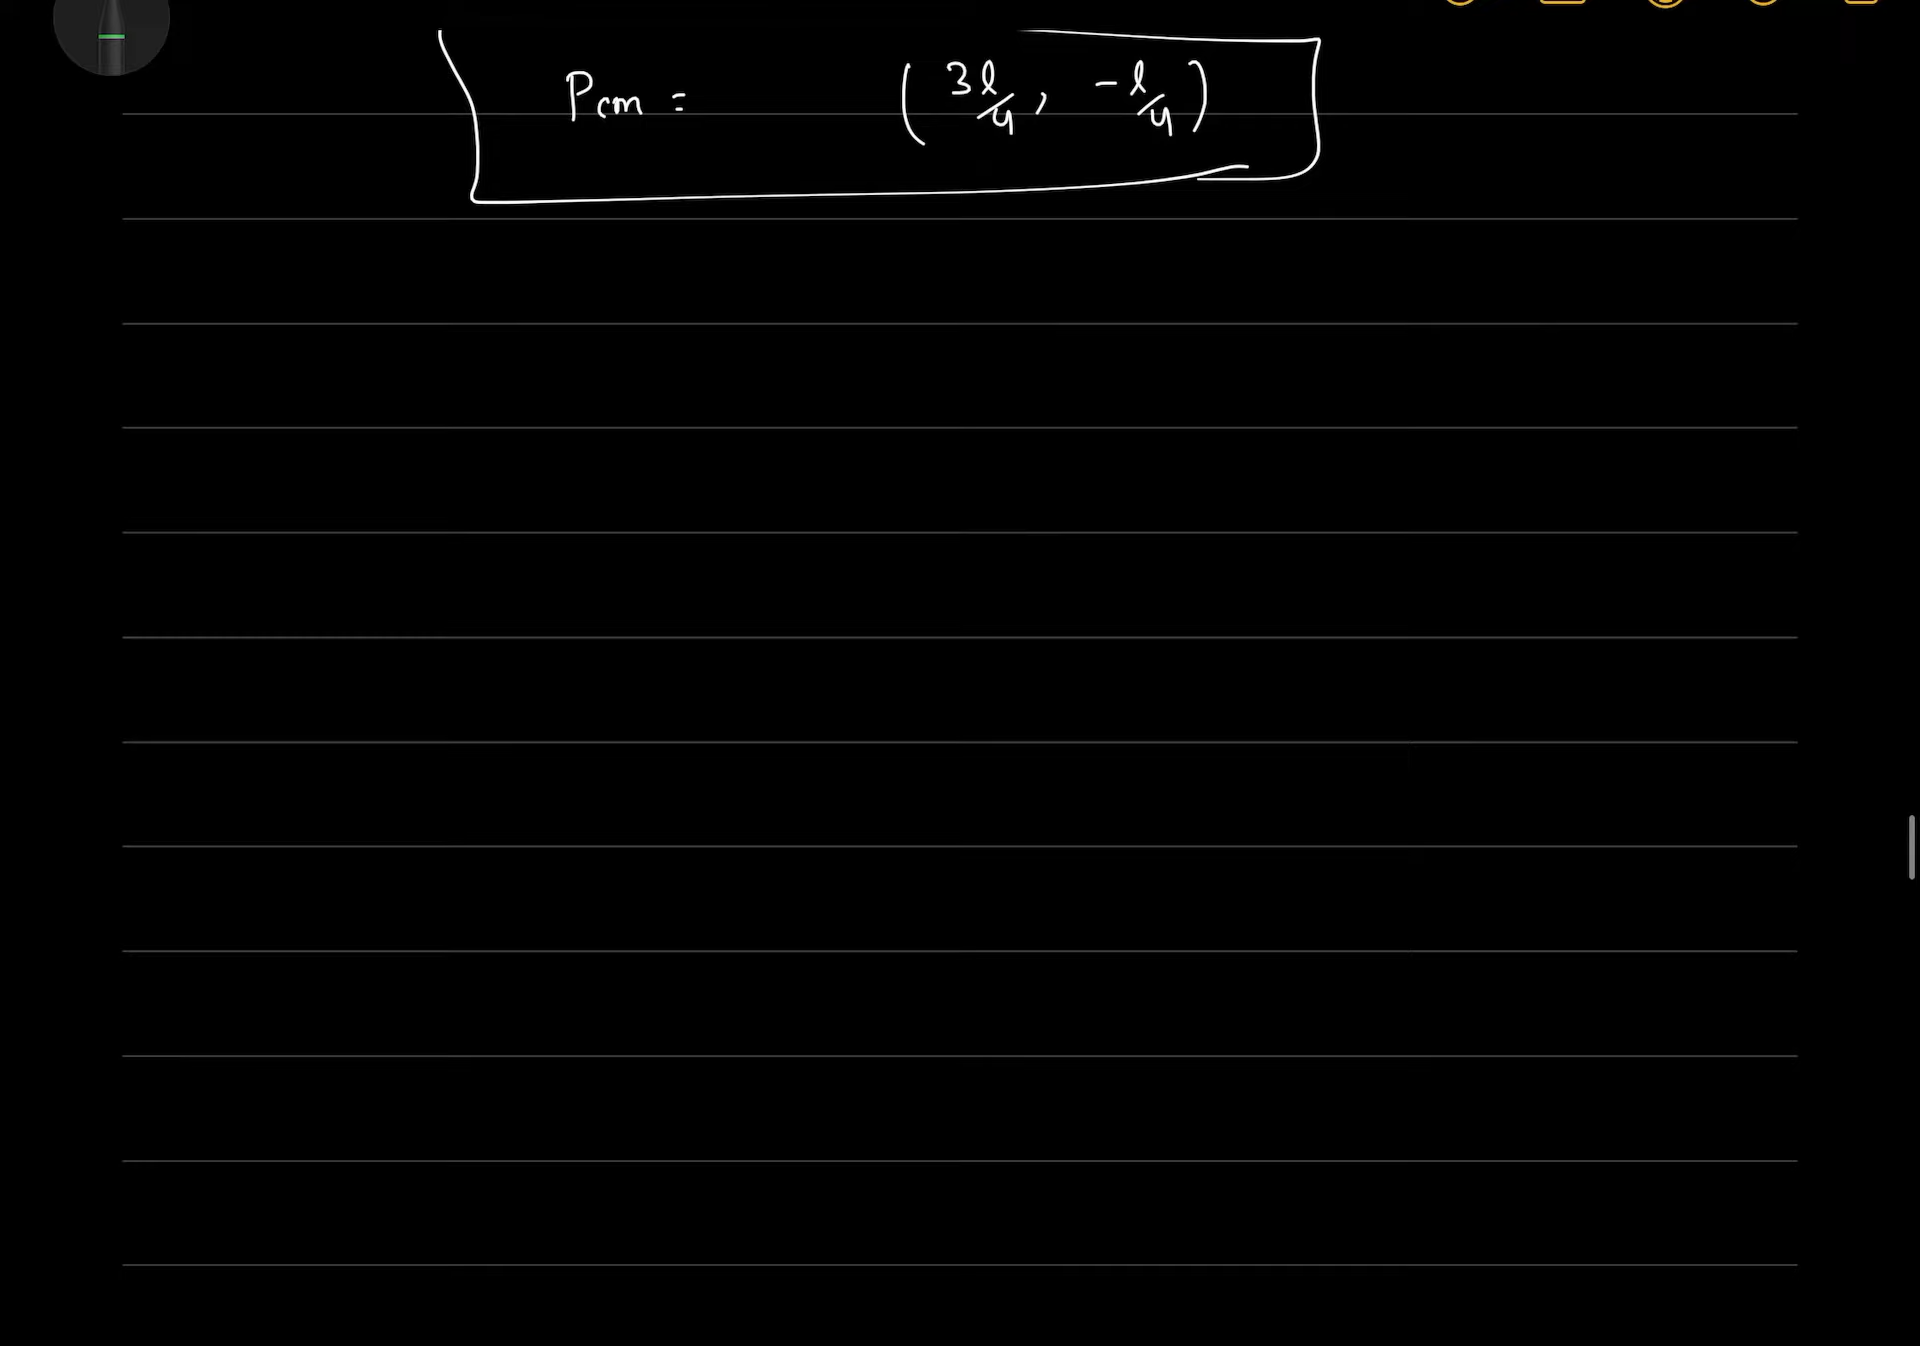 Pcm = (3l/4, -l/4)